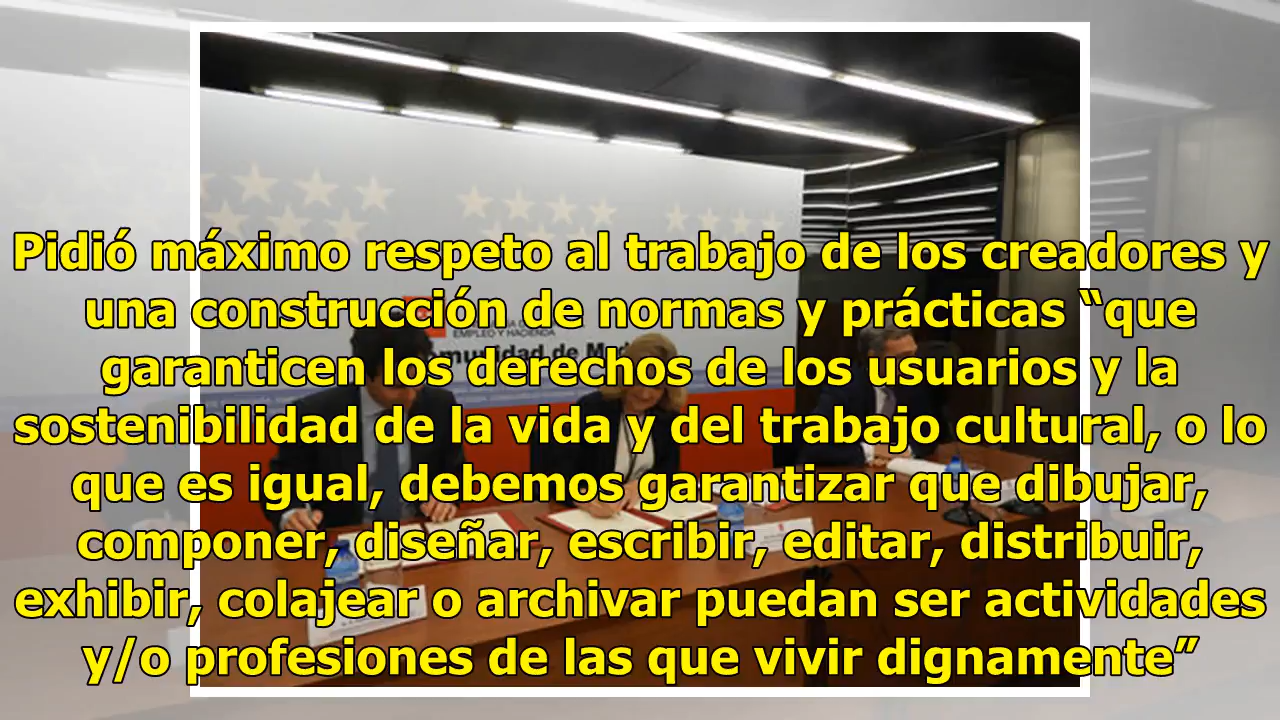 Pidió máximo respeto al trabajo de los creadores y
una construcción de normas y prácticas “que
garanticen los derechos de los usuarios y la
sostenibilidad de la vida y del trabajo cultural, o lo
que es igual, debemos garantizar que dibujar,
componer, diseñar, escribir, editar, distribuir,
exhibir, colajear o archivar puedan ser actividades
y/o profesiones de las que vivir dignamente”
EMPLEO Y HACIENDA